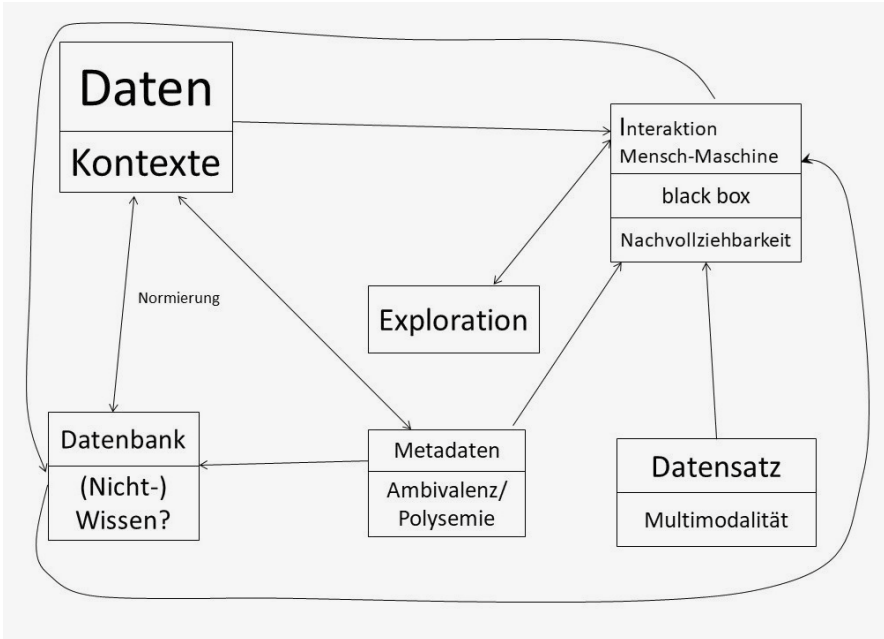 Daten
Kontexte
Interaktion
Mensch-Maschine
black box
Nachvollziehbarkeit
Normierung
Exploration
Datenbank
(Nicht-)
Wissen?
Metadaten
Ambivalenz/
Polysemie
Datensatz
Multimodalität